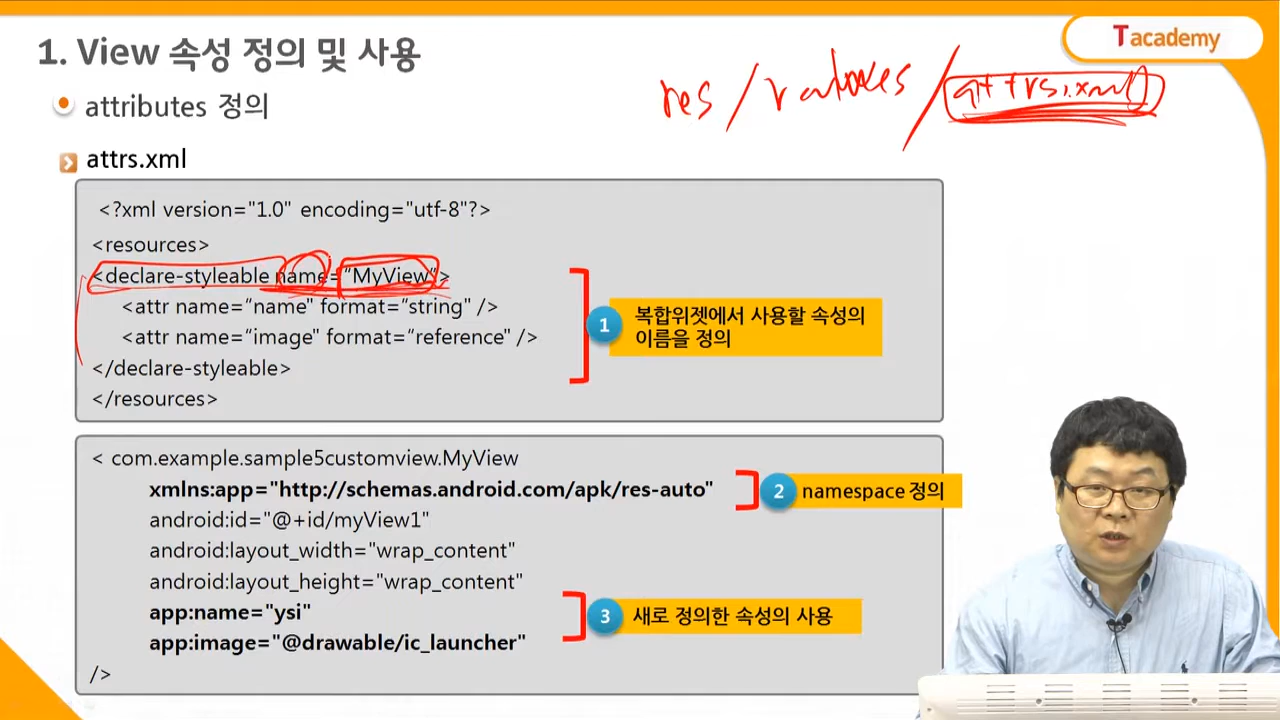 1. View 속성 정의 및 사용
Tacademy
res/values/attrs.xml
attributes 정의
attrs.xml
<?xml version="1.0" encoding="utf-8"?>
<resources>
<declare-styleable name="MyView">
<attr name="name" format="string" />
<attr name="image" format="reference" />
</declare-styleable>
</resources>
1 복합위젯에서 사용할 속성의
이름을 정의
< com.example.sample5customview.MyView
xmlns:app="http://schemas.android.com/apk/res-auto"
2 namespace 정의
android:id="@+id/myView1"
android:layout_width="wrap_content"
android:layout_height="wrap_content"
app:name="ysi"
app:image="@drawable/ic_launcher"
3 새로 정의한 속성의 사용
/>